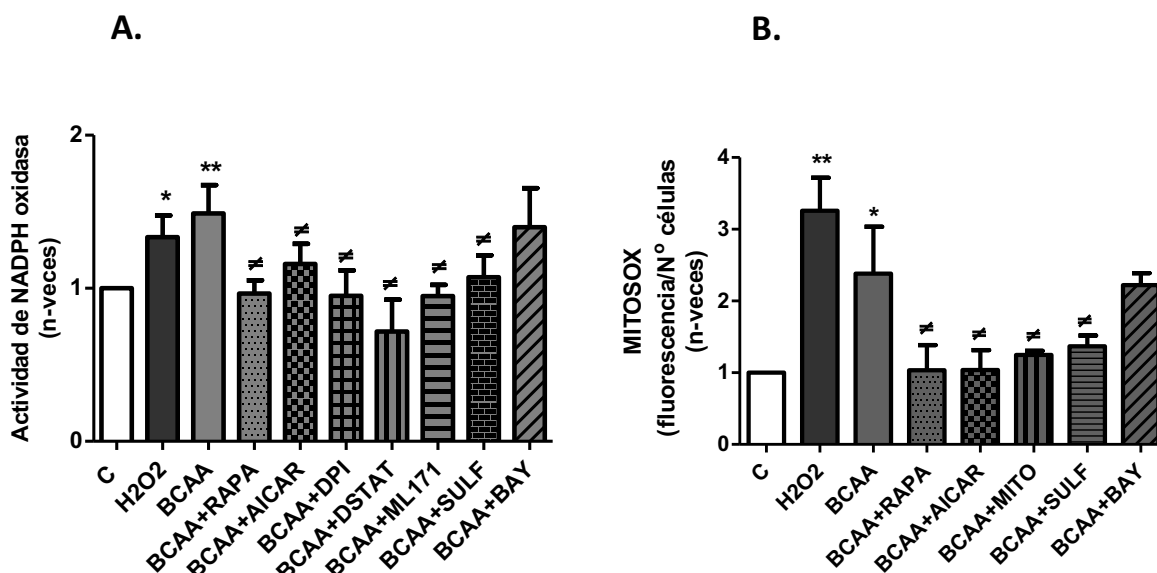 A.
Actividad de NADPH oxidasa
(n-veces)
2
1
0
*
**
≠
≠
≠
≠
≠
≠
C
H2O2
BCAA
BCAA+RAPA
BCAA+AICAR
BCAA+DPI
BCAA+DSTAT
BCAA+ML171
BCAA+SULF
BCAA+BAY
B.
MITOSOX
(fluorescencia/Nº células
(n-veces)
4
3
2
1
0
**
*
≠
≠
≠
≠
C
H2O2
BCAA
BCAA+RAPA
BCAA+AICAR
BCAA+MITO
BCAA+SULF
BCAA+BAY